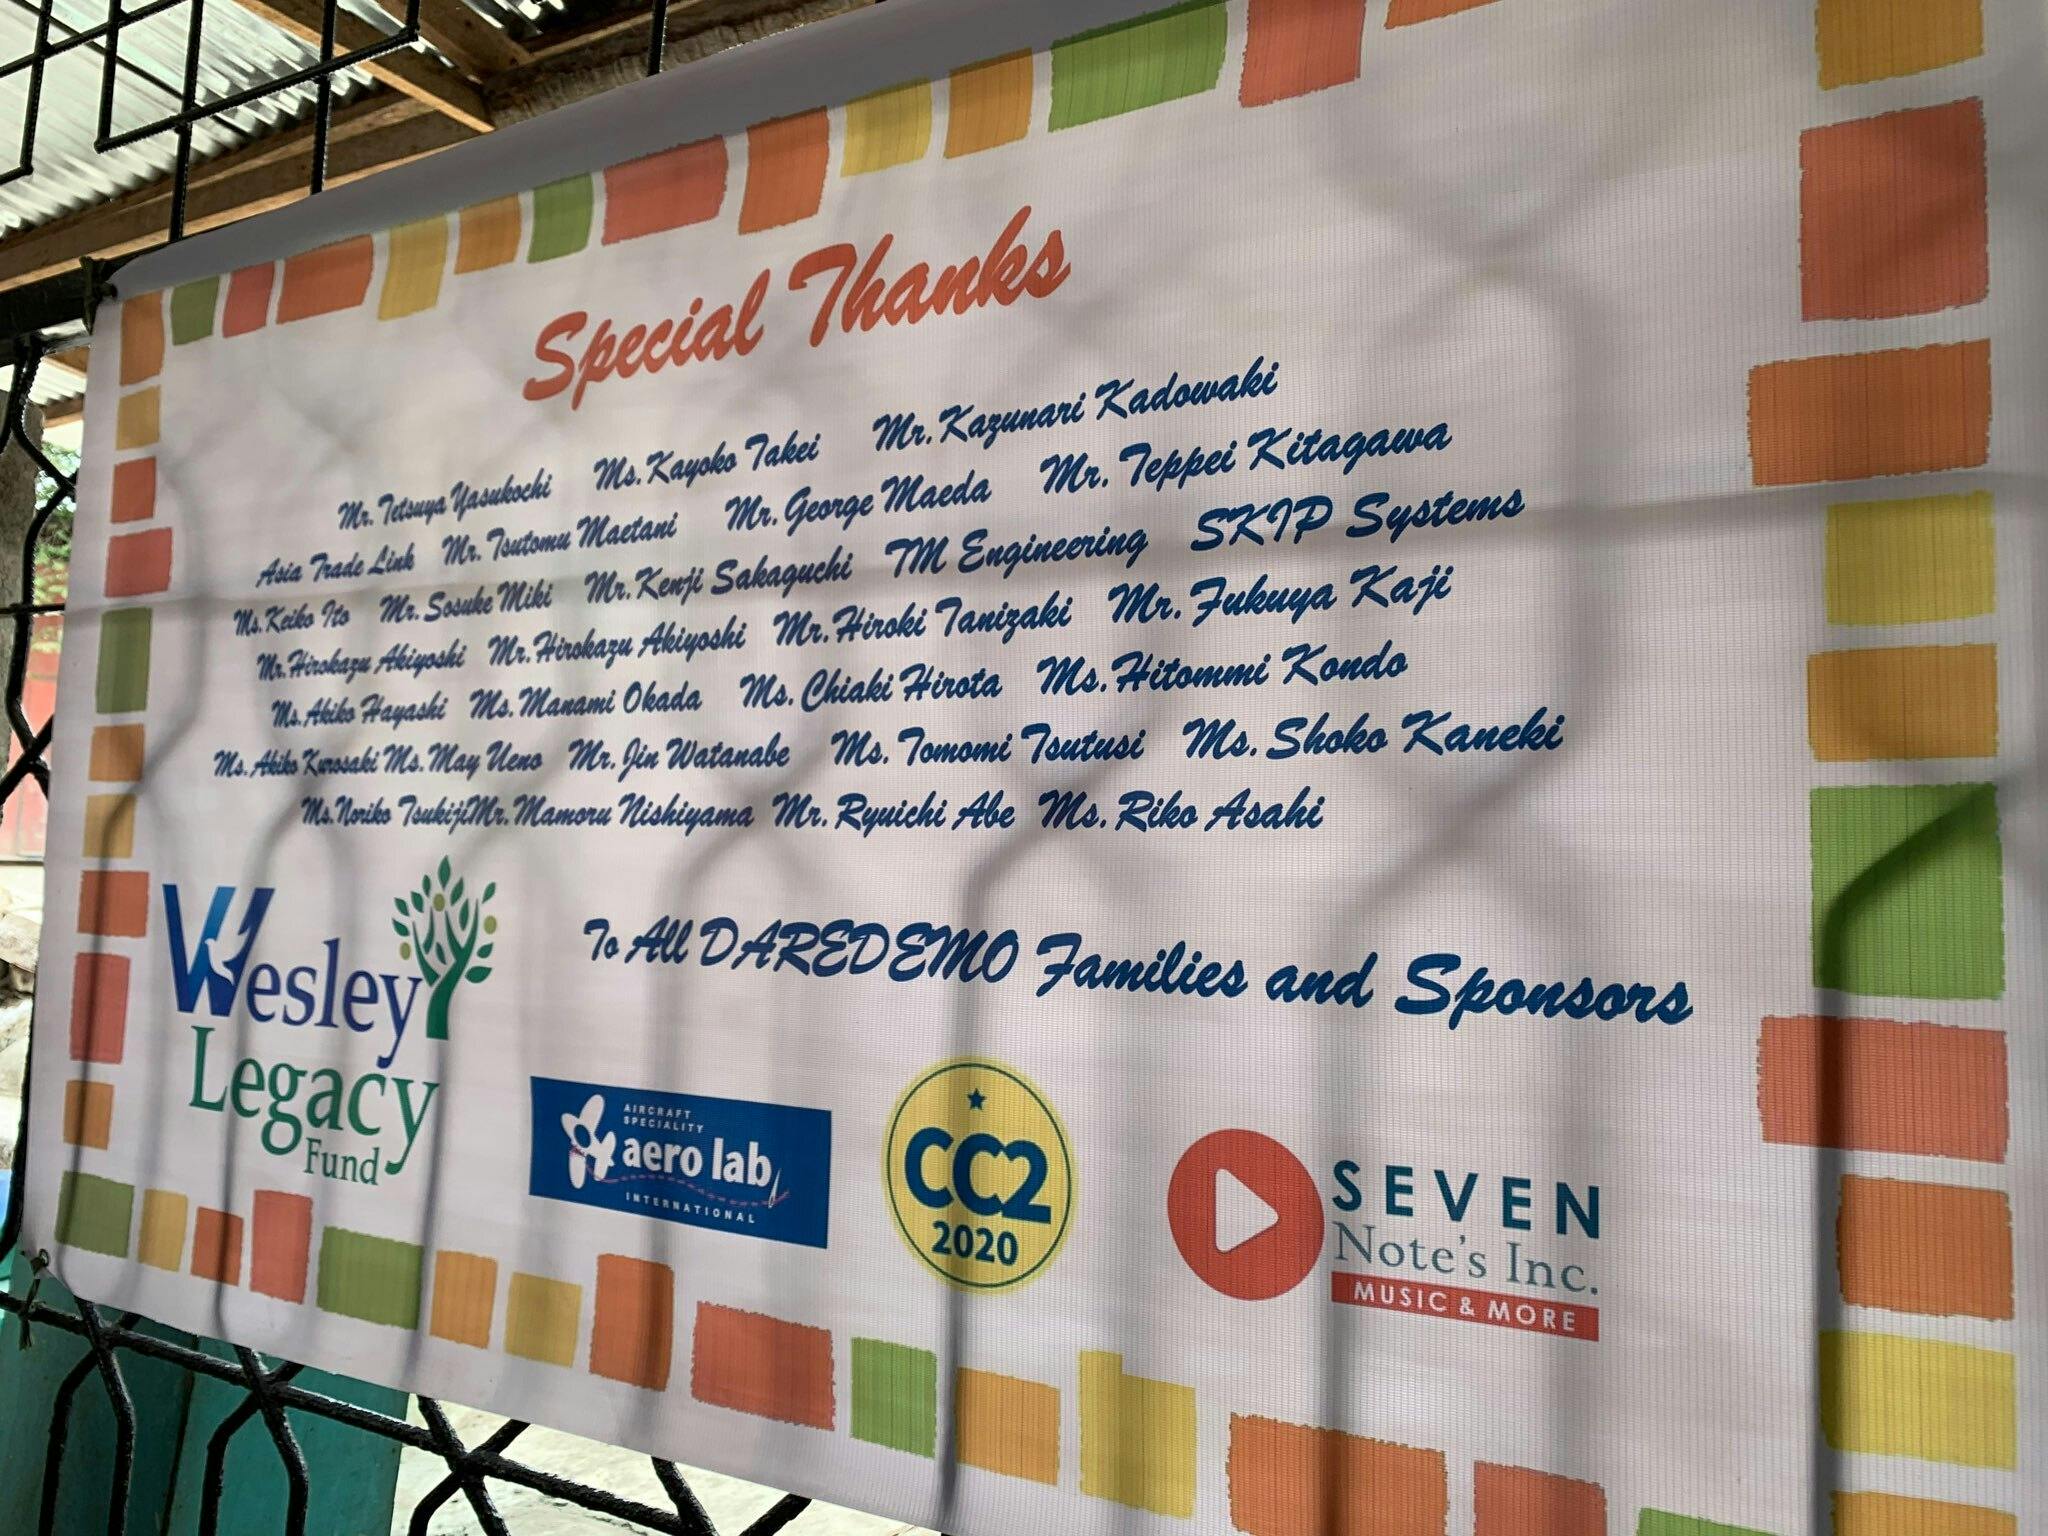 Special Thanks
Mr.Tetsuya Yasukochi Ms.Kayoko Takei Mr.Kazunari Kadowaki
Asia Trade Link Mr. Tsutomu Maetani Mr.George Maeda Mr. Teppei Kitagawa
Ms.Keiko Ito Mr.Sosuke Miki Mr.Kenji Sakaguchi TM Engineering SKIP Systems
Mr.Hirokazu Akiyoshi Mr.Hirokazu Akiyoshi Mr.Hiroki Tanizaki Mr.Fukuya Kaji
Ms.Akiko Hayashi Ms.Manami Okada Ms.Chiaki Hirota Ms.Hitommi Kondo
Ms.Akiko Kurosaki Ms.May Ueno Mr.Jin Watanabe Ms.Tomomi Tsutusi Ms.Shoko Kaneki
Ms.Noriko TsukijiMr.Mamoru Nishiyama Mr.Ryuichi Abe Ms.Riko Asahi
To All DAREDEMO Families and Sponsors
Wesley
Legacy
Fund
AIRCRAFT
SPECIALITY
aero lab
INTERNATIONAL
CC2
2020
SEVEN
Note's Inc.
MUSIC & MORE